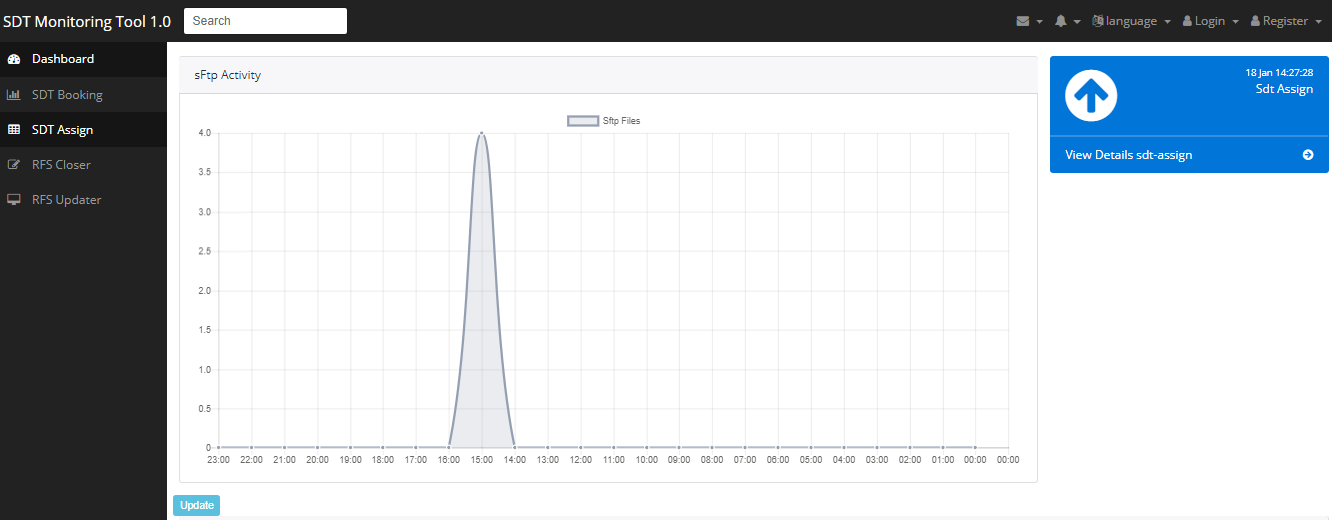 SDT Monitoring Tool 1.0
Search
language
Login
Register
Dashboard
SDT Booking
SDT Assign
RFS Closer
RFS Updater
sFtp Activity
Sftp Files
4.0
3.5
3.0
2.5
2.0
1.5
1.0
0.5
0
23:00 22:00 21:00 20:00 19:00 18:00 17:00 16:00 15:00 14:00 13:00 12:00 11:00 10:00 09:00 08:00 07:00 06:00 05:00 04:00 03:00 02:00 01:00 00:00 00:00
Update
18 Jan 14:27:28
Sdt Assign
View Details sdt-assign